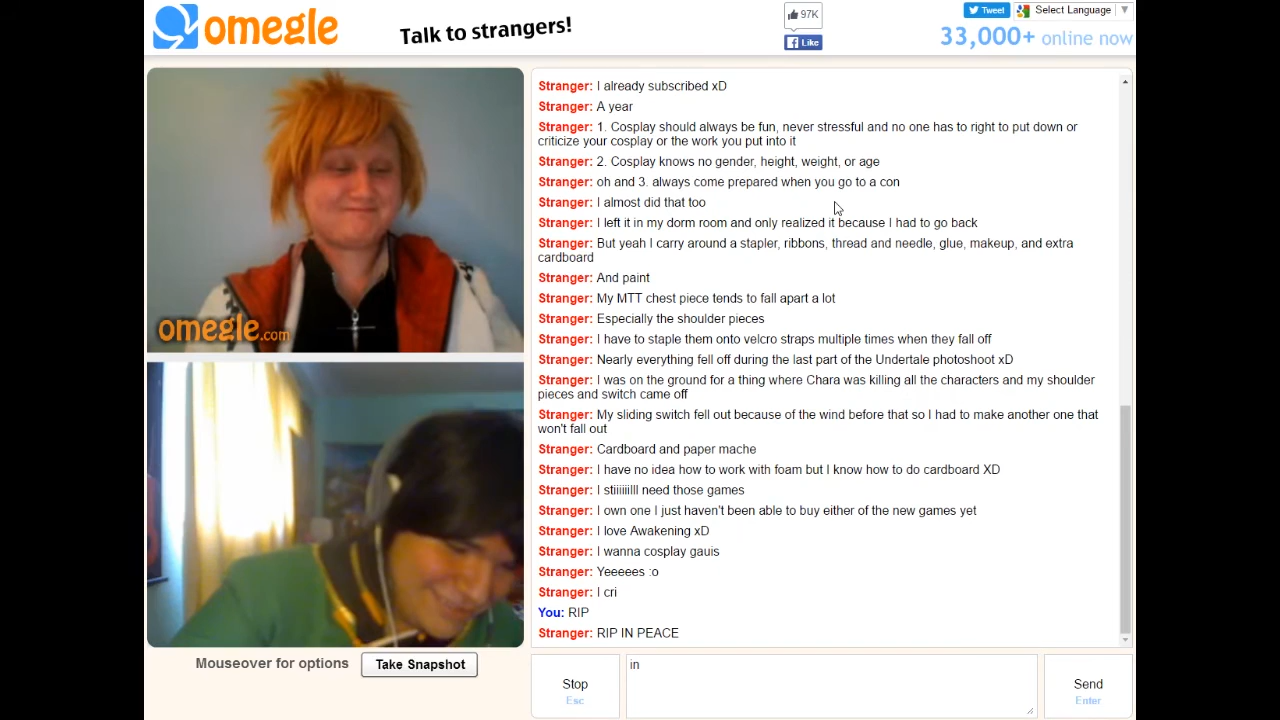 omegle
Talk to strangers!
97K
Like
Tweet
Select Language
33,000+ online now
omegle.com
Stranger: I already subscribed xD
Stranger: A year
Stranger: 1. Cosplay should always be fun, never stressful and no one has to right to put down or
criticize your cosplay or the work you put into it
Stranger: 2. Cosplay knows no gender, height, weight, or age
Stranger: oh and 3. always come prepared when you go to a con
Stranger: I almost did that too
Stranger: I left it in my dorm room and only realized it because I had to go back
Stranger: But yeah I carry around a stapler, ribbons, thread and needle, glue, makeup, and extra
cardboard
Stranger: And paint
Stranger: My MTT chest piece tends to fall apart a lot
Stranger: Especially the shoulder pieces
Stranger: I have to staple them onto velcro straps multiple times when they fall off
Stranger: Nearly everything fell off during the last part of the Undertale photoshoot xD
Stranger: I was on the ground for a thing where Chara was killing all the characters and my shoulder
pieces and switch came off
Stranger: My sliding switch fell out because of the wind before that so I had to make another one that
won't fall out
Stranger: Cardboard and paper mache
Stranger: I have no idea how to work with foam but I know how to do cardboard XD
Stranger: I stiiiiiilll need those games
Stranger: I own one I just haven't been able to buy either of the new games yet
Stranger: I love Awakening xD
Stranger: I wanna cosplay gauis
Stranger: Yeeeees :o
Stranger: I cri
You: RIP
Stranger: RIP IN PEACE
Mouseover for options
Take Snapshot
Stop
Esc
in
Send
Enter